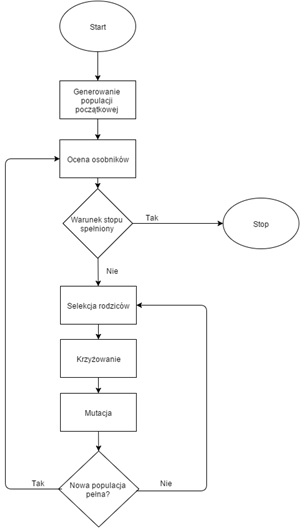 Start
Generowanie
populacji
początkowej
Ocena osobników
Warunek stopu
spełniony
Tak
Stop
Nie
Selekcja rodziców
Krzyżowanie
Mutacja
Tak
Nowa populacja
pełna?
Nie